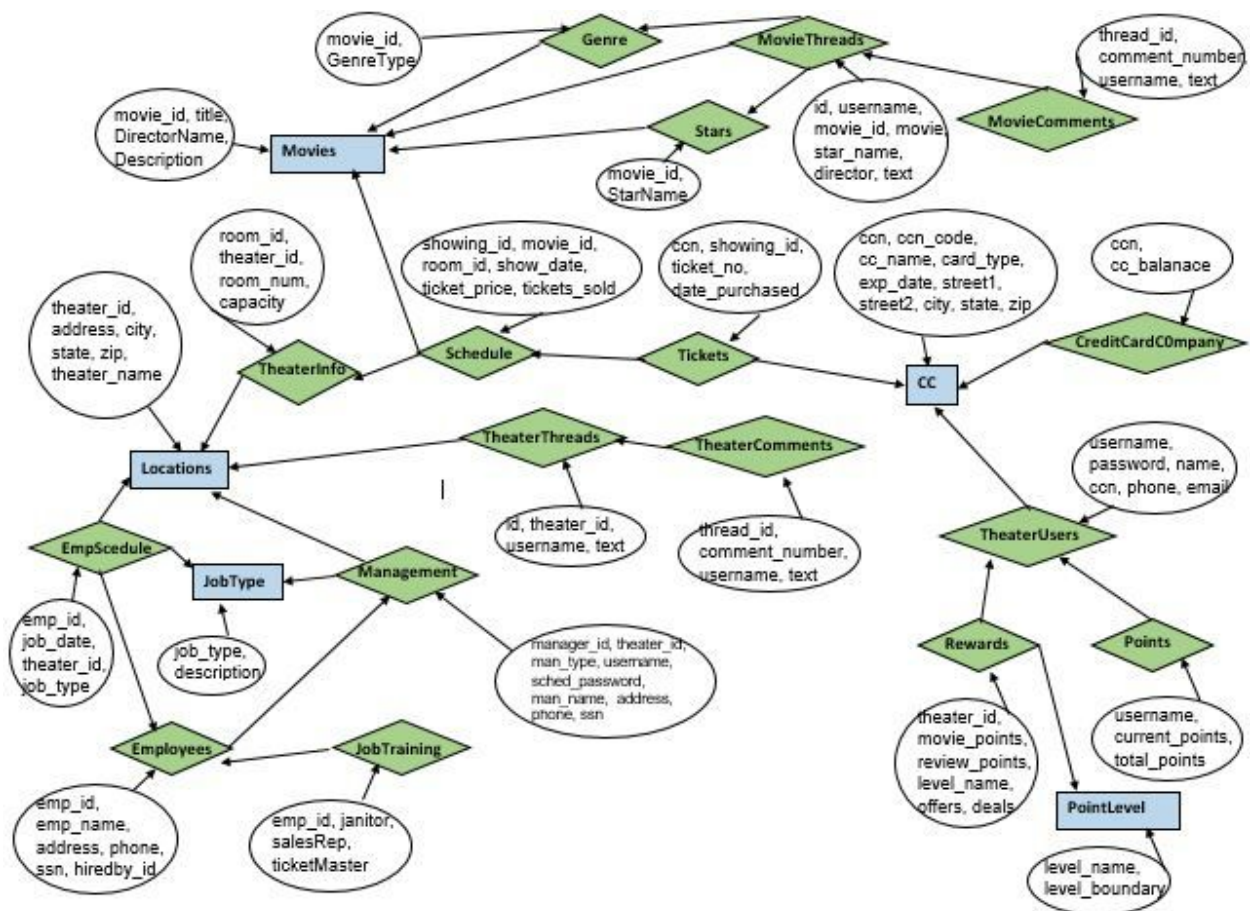 movie_id,
GenreType
Genre
MovieThreads
thread_id,
comment_number,
username, text
MovieComments
movie_id, title,
DirectorName,
Description
Movies
Stars
movie_id,
StarName
id, username,
movie_id, movie,
star_name,
director, text
room_id,
theater_id,
room_num,
capacity
showing_id, movie_id,
room_id, show_date,
ticket_price, tickets_sold
ccn, showing_id,
ticket_no,
date_purchased
ccn, ccn_code,
cc_name, card_type,
exp_date, street1,
street2, city, state, zip
ccn,
cc_balanace
theater_id,
address, city,
state, zip,
theater_name
TheaterInfo
Schedule
Tickets
CC
CreditCardC0mpany
TheaterThreads
TheaterComments
Locations
id, theater_id,
username, text
thread_id,
comment_number,
username, text
username,
password, name,
ccn, phone, email
TheaterUsers
EmpScedule
JobType
Management
emp_id,
job_date,
theater_id,
job_type
job_type,
description
manager_id, theater_id,
man_type, username,
sched_password,
man_name, address,
phone, ssn
Rewards
Points
theater_id,
movie_points,
review_points,
level_name,
offers, deals
username,
current_points,
total_points
Employees
JobTraining
emp_id,
emp_name,
address, phone,
ssn, hiredby_id
emp_id, janitor,
salesRep,
ticketMaster
PointLevel
level_name,
level_boundary